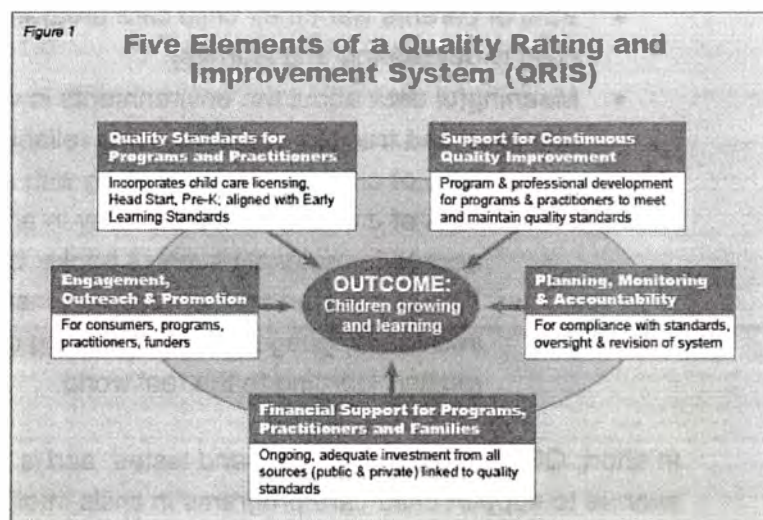 Figure 1
Five Elements of a Quality Rating and
Improvement System (QRIS)
Quality Standards for
Programs and Practitioners
Incorporates child care licensing,
Head Start, Pre-K; aligned with Early
Learning Standards
Support for Continuous
Quality Improvement
Program & professional development
for programs & practitioners to meet
and maintain quality standards
Engagement,
Outreach & Promotion
For consumers, programs,
practitioners, funders
OUTCOME:
Children growing
and learning
Planning, Monitoring
& Accountability
For compliance with standards,
oversight & revision of system
Financial Support for Programs,
Practitioners and Families
Ongoing, adequate investment from all
sources (public & private) linked to quality
standards